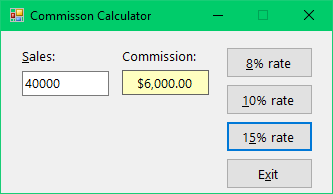 Commisson Calculator
Sales: Commission: 8% rate
40000 $6,000.00
10% rate
15% rate
Exit